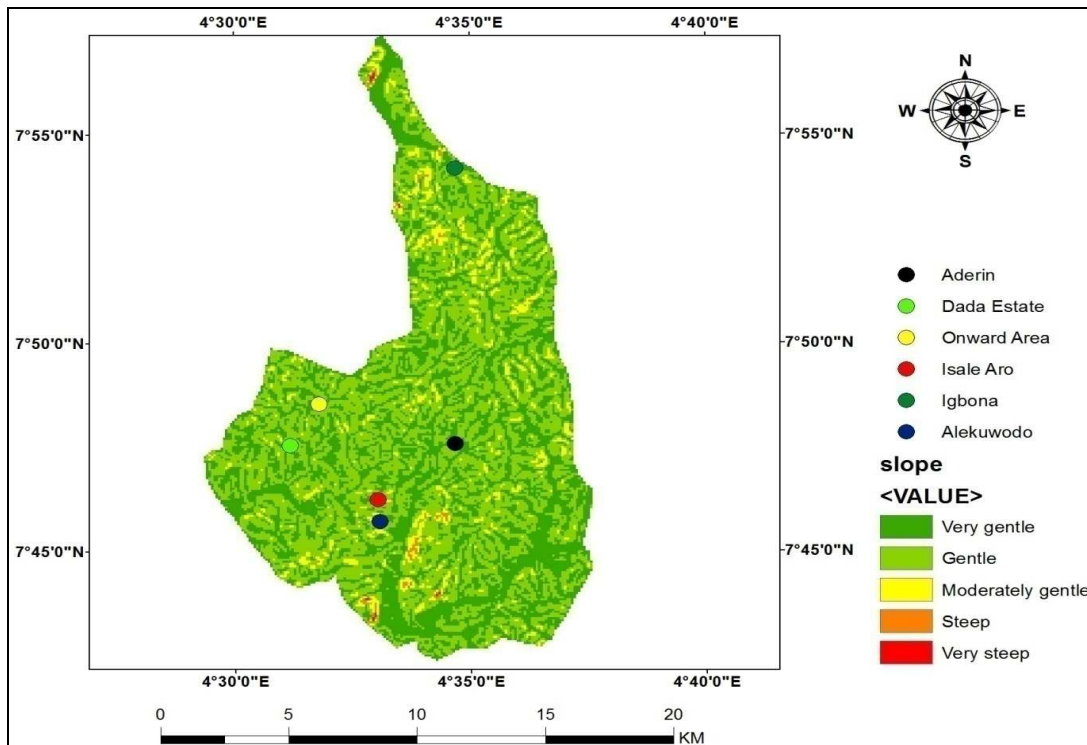 4°30'0"E 4°35'0"E 4°40'0"E
N
W E
S
7°55'0"N 7°55'0"N
Aderin
Dada Estate
Onward Area
Isale Aro
Igbona
Alekuwodo
7°50'0"N 7°50'0"N
slope
<VALUE>
Very gentle
Gentle
Moderately gentle
Steep
Very steep
7°45'0"N 7°45'0"N
4°30'0"E 4°35'0"E 4°40'0"E
0 5 10 15 20
KM